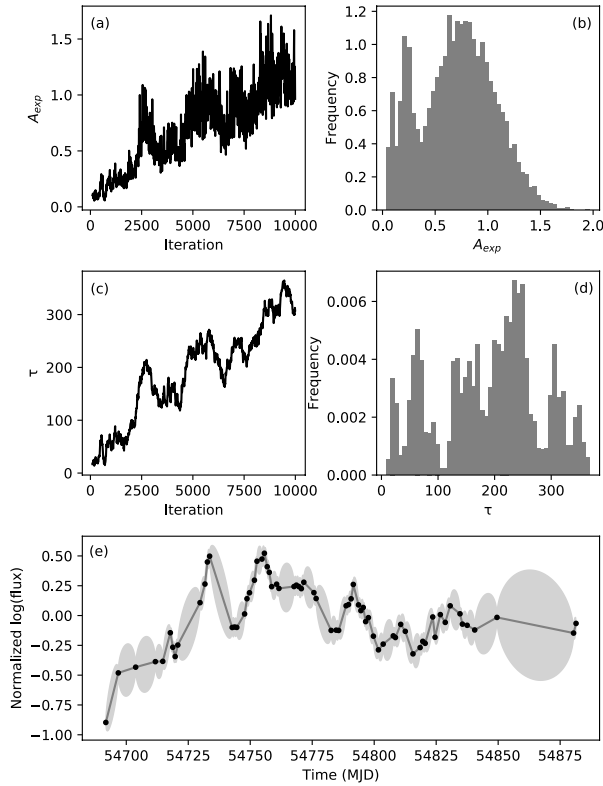 (a)
1.5
1.0
0.5
0.0
A_exp
0 2500 5000 7500 10000
Iteration
(b)
1.2
1.0
0.8
0.6
0.4
0.2
0.0
Frequency
0.0 0.5 1.0 1.5 2.0
A_exp
(c)
300
200
100
0
τ
0 2500 5000 7500 10000
Iteration
(d)
0.006
0.004
0.002
0.000
Frequency
0 100 200 300
τ
(e)
0.50
0.25
0.00
−0.25
−0.50
−0.75
−1.00
Normalized log(flux)
54700 54725 54750 54775 54800 54825 54850 54875
Time (MJD)